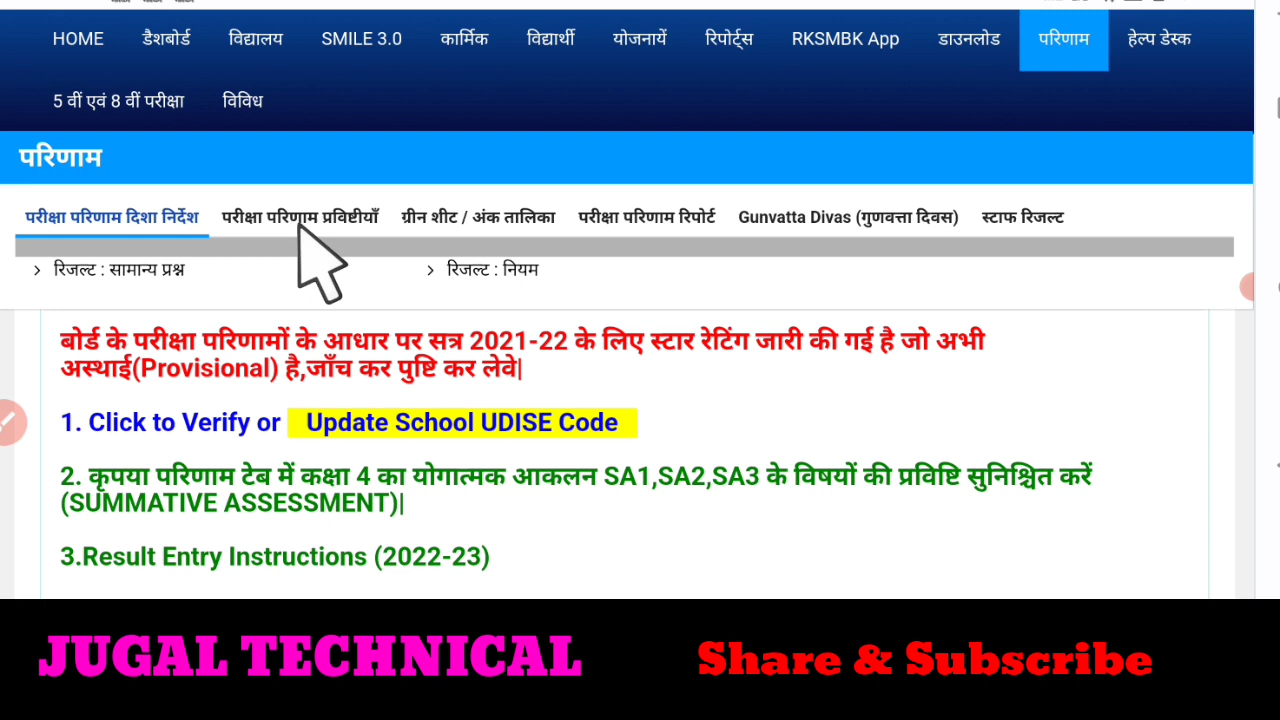 HOME डैशबोर्ड विद्यालय SMILE 3.0 कार्मिक विद्यार्थी योजनायें रिपोर्ट्स RKSMBK App डाउनलोड परिणाम हेल्प डेस्क
5 वीं एवं 8 वीं परीक्षा विविध
परिणाम
परीक्षा परिणाम दिशा निर्देश परीक्षा परिणाम प्रविष्टीयाँ ग्रीन शीट / अंक तालिका परीक्षा परिणाम रिपोर्ट Gunvatta Divas (गुणवत्ता दिवस) स्टाफ रिजल्ट
रिजल्ट : सामान्य प्रश्न रिजल्ट : नियम
बोर्ड के परीक्षा परिणामों के आधार पर सत्र 2021-22 के लिए स्टार रेटिंग जारी की गई है जो अभी
अस्थाई(Provisional) है,जाँच कर पुष्टि कर लेवे|
1. Click to Verify or Update School UDISE Code
2. कृपया परिणाम टेब में कक्षा 4 का योगात्मक आकलन SA1,SA2,SA3 के विषयों की प्रविष्टि सुनिश्चित करें
(SUMMATIVE ASSESSMENT)|
3.Result Entry Instructions (2022-23)
JUGAL TECHNICAL Share & Subscribe